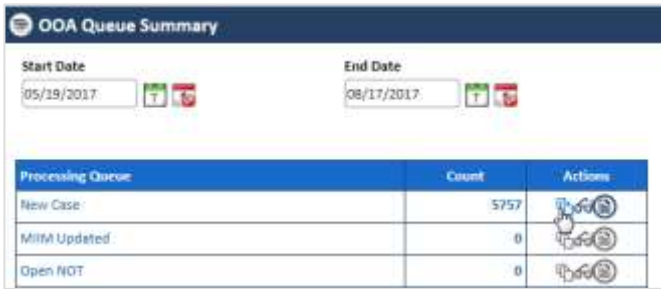 OOA Queue Summary
Start Date End Date
05/19/2017 08/17/2017
Processing Queue Count Actions
New Case 5757
MIIM Updated 0
Open NOT 0